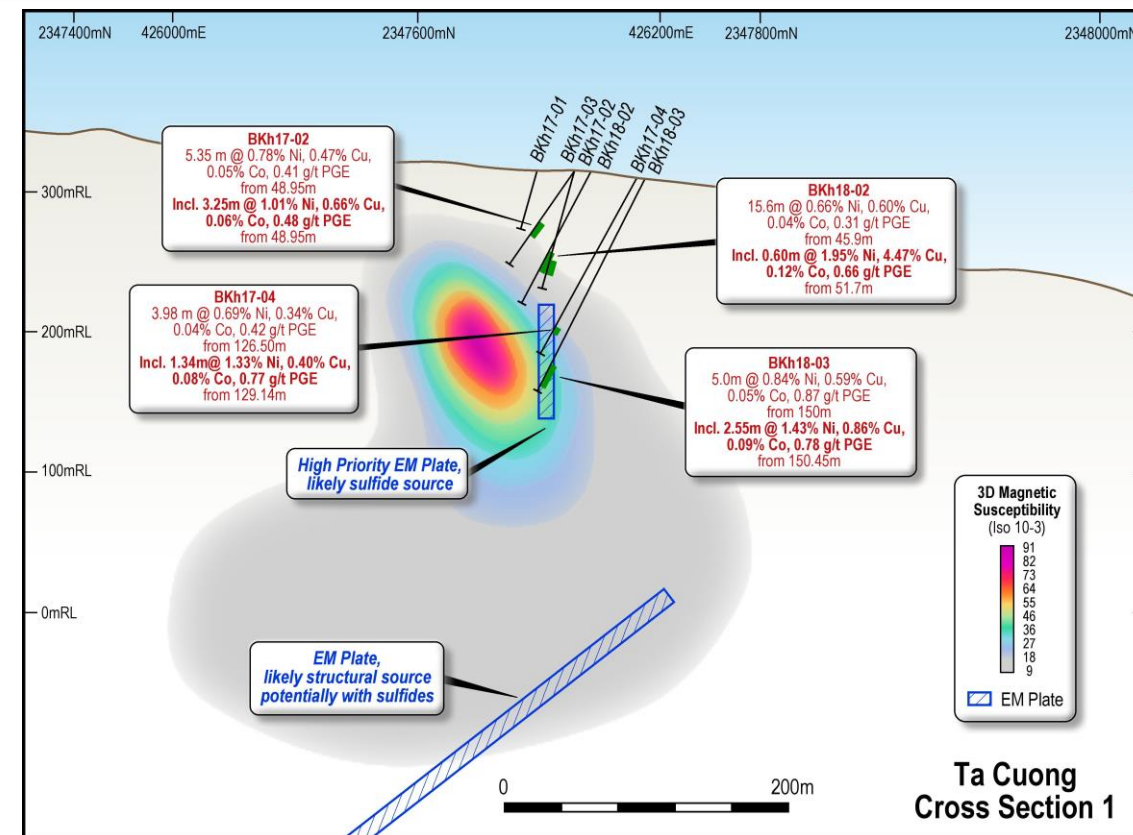 2347400mN
426000mE
2347600mN
426200mE
2347800mN
2348000mN
BKh17-01
BKh17-03
BKh17-02
BKh18-02
BKh17-04
BKh18-03
300mRL
200mRL
100mRL
0mRL
BKh17-02
5.35 m @ 0.78% Ni, 0.47% Cu,
0.05% Co, 0.41 g/t PGE
from 48.95m
Incl. 3.25m @ 1.01% Ni, 0.66% Cu,
0.06% Co, 0.48 g/t PGE
from 48.95m
BKh18-02
15.6m @ 0.66% Ni, 0.60% Cu,
0.04% Co, 0.31 g/t PGE
from 45.9m
Incl. 0.60m @ 1.95% Ni, 4.47% Cu,
0.12% Co, 0.66 g/t PGE
from 51.7m
BKh17-04
3.98 m @ 0.69% Ni, 0.34% Cu,
0.04% Co, 0.42 g/t PGE
from 126.50m
Incl. 1.34m@ 1.33% Ni, 0.40% Cu,
0.08% Co, 0.77 g/t PGE
from 129.14m
BKh18-03
5.0m @ 0.84% Ni, 0.59% Cu,
0.05% Co, 0.87 g/t PGE
from 150m
Incl. 2.55m @ 1.43% Ni, 0.86% Cu,
0.09% Co, 0.78 g/t PGE
from 150.45m
High Priority EM Plate,
likely sulfide source
EM Plate,
likely structural source
potentially with sulfides
3D Magnetic
Susceptibility
(Iso 10-3)
91
82
73
64
55
46
36
27
18
9
EM Plate
0
200m
Ta Cuong
Cross Section 1